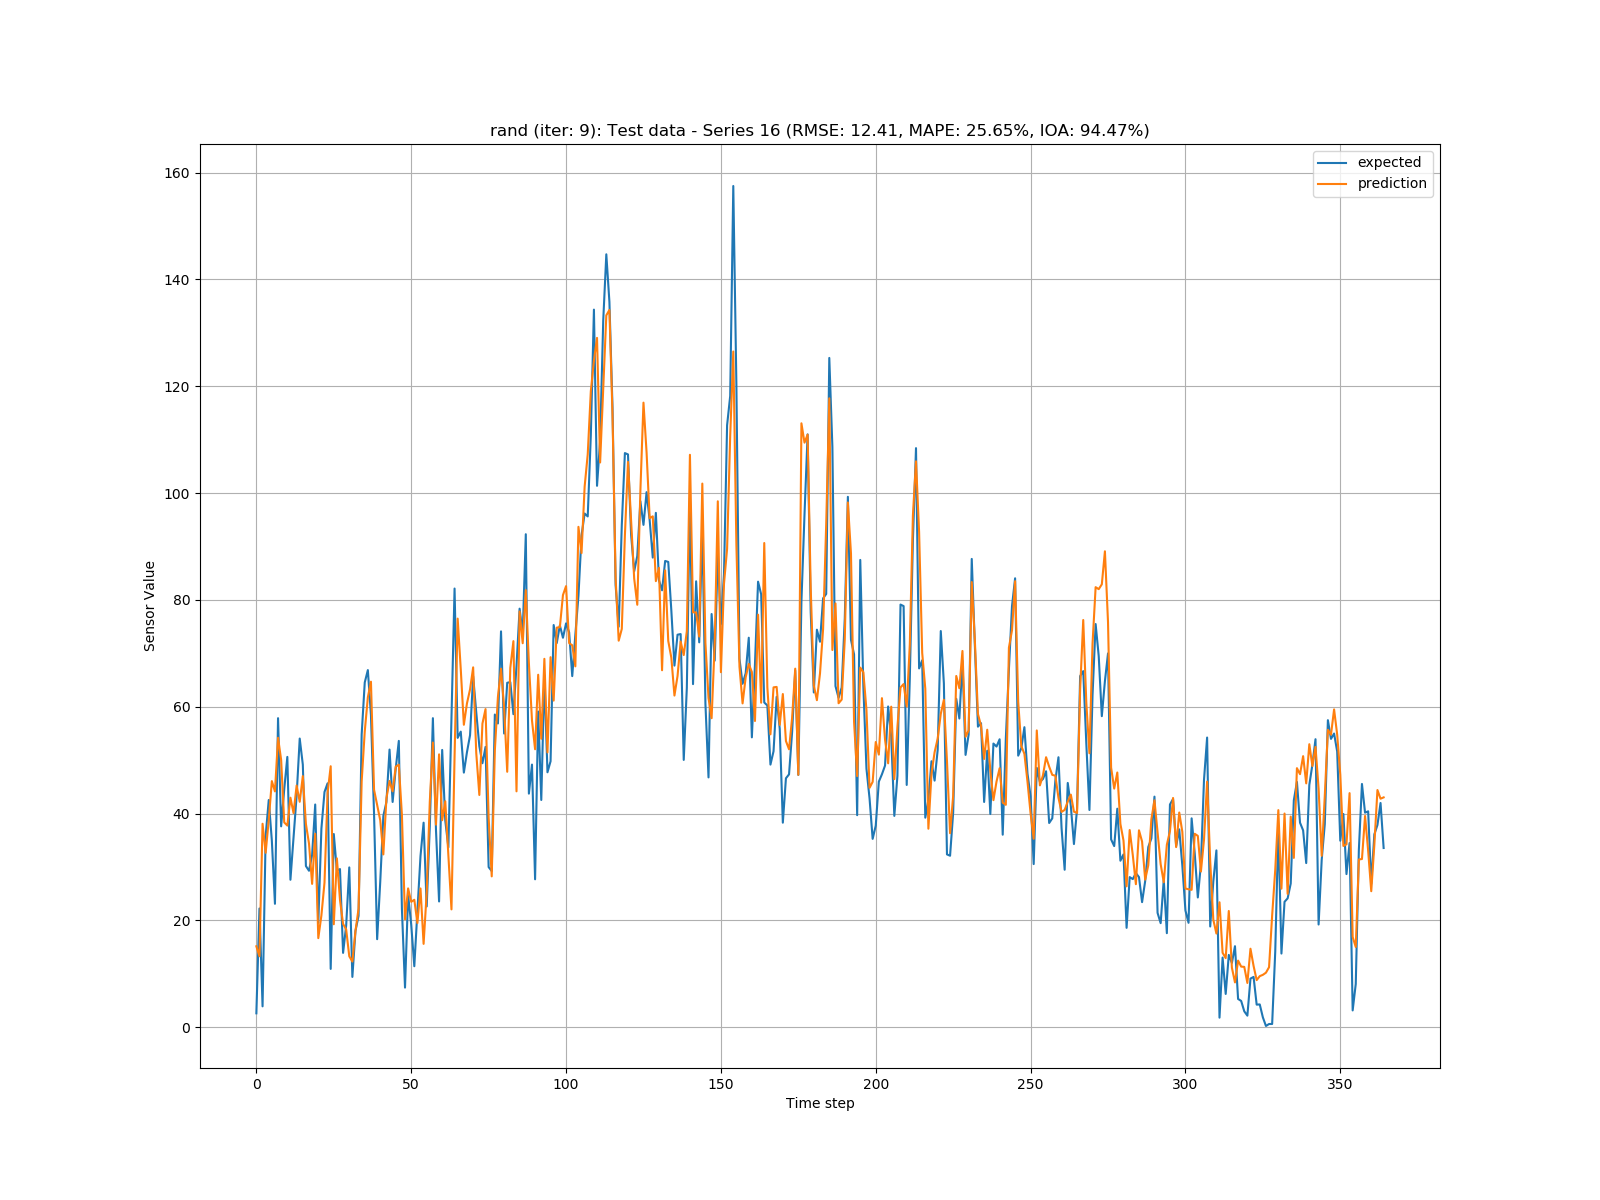 rand (iter: 9): Test data - Series 16 (RMSE: 12.41, MAPE: 25.65%, IOA: 94.47%)
expected
prediction
160
140
120
100
80
60
40
20
0
Sensor Value
0 50 100 150 200 250 300 350
Time step